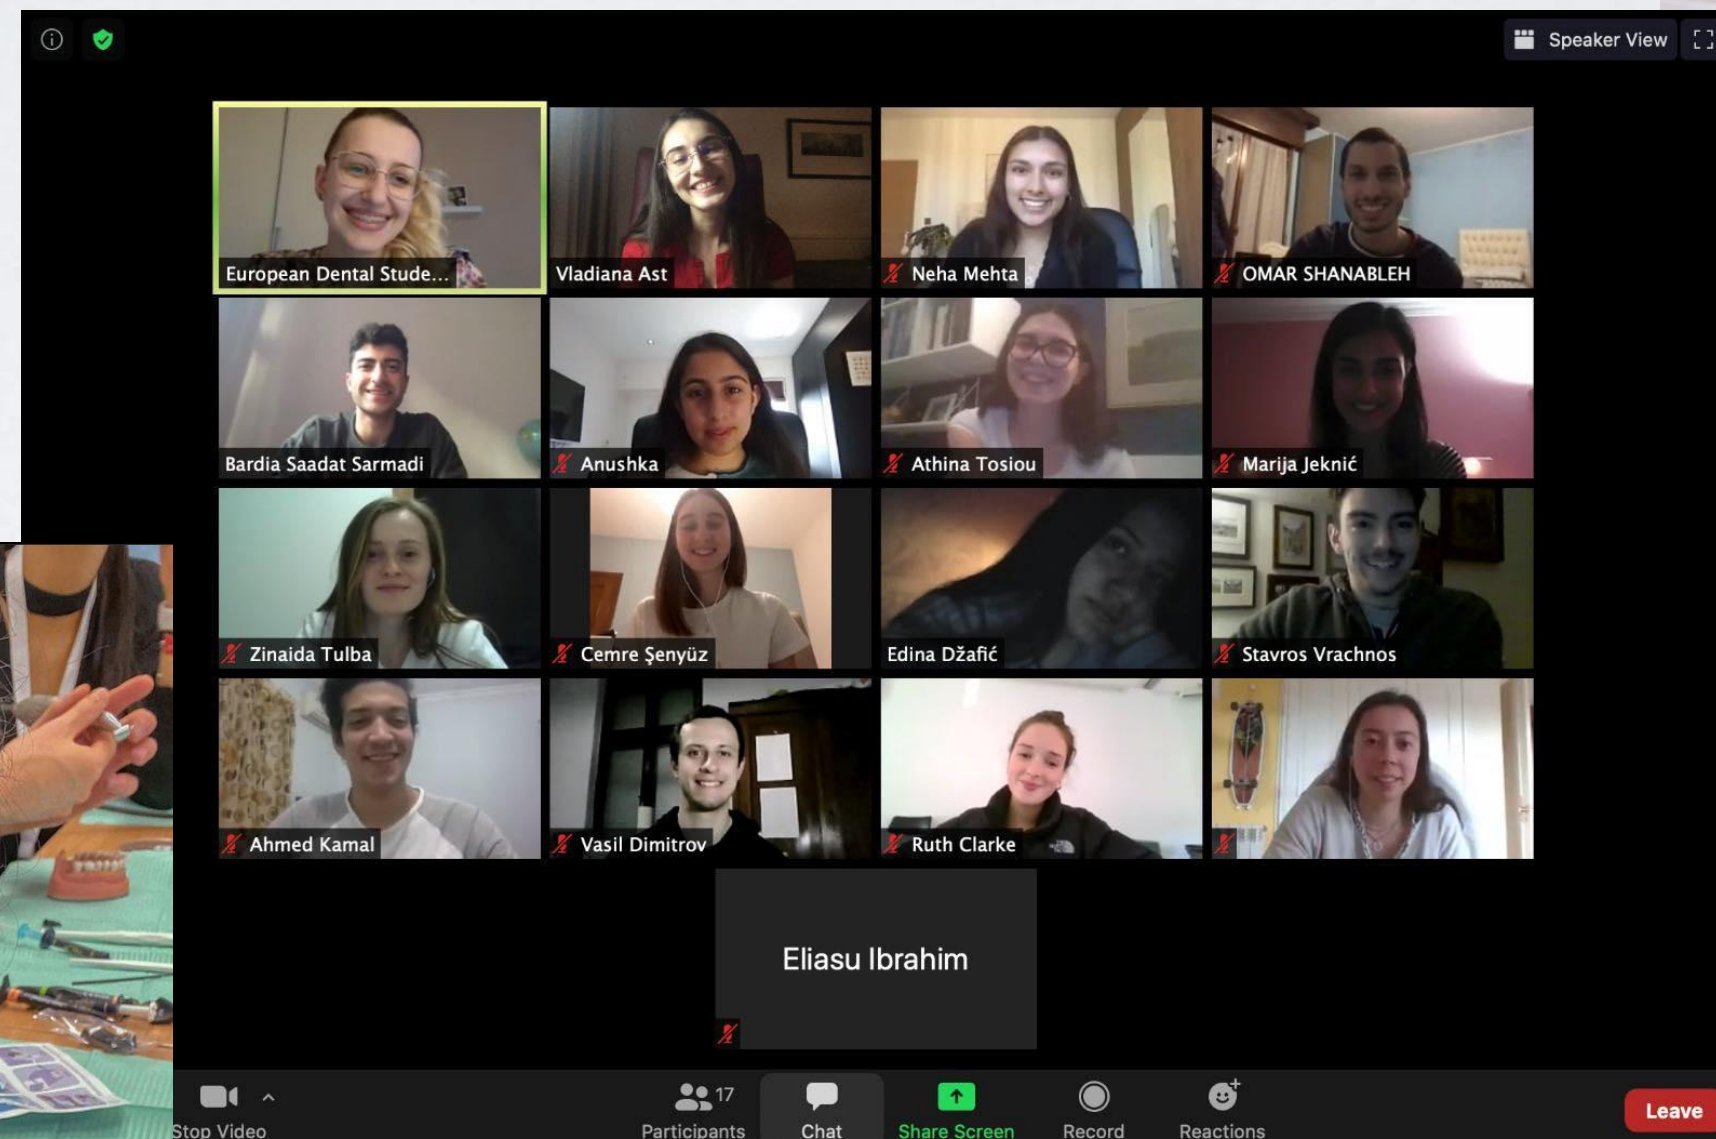 Speaker View
European Dental Stude...
Vladiana Ast
Neha Mehta
OMAR SHANABLEH
Bardia Saadat Sarmadi
Anushka
Athina Tosiou
Marija Jeknić
Zinaida Tulba
Cemre Şenyüz
Edina Džafić
Stavros Vrachnos
Ahmed Kamal
Vasil Dimitrov
Ruth Clarke
Eliasu Ibrahim
17
Stop Video
Participants
Chat
Share Screen
Record
Reactions
Leave